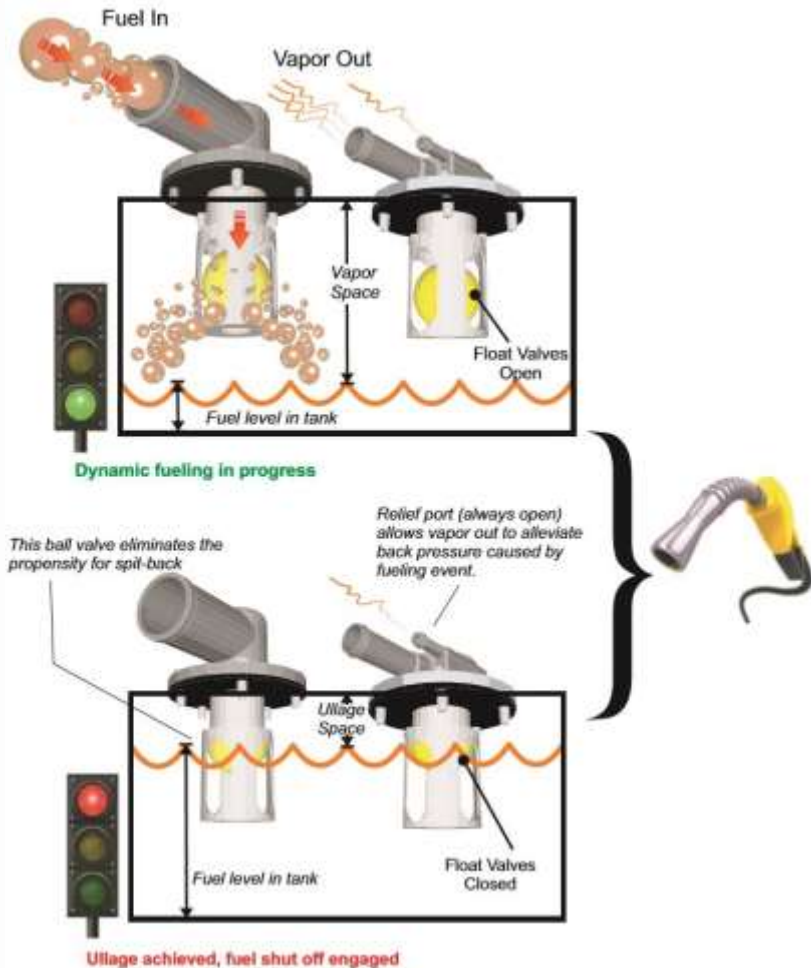 Fuel In
Vapor Out
Vapor
Space
Float Valves
Open
Fuel level in tank
Dynamic fueling in progress
This ball valve eliminates the
propensity for spil-back
Relief port (always open)
allows vapor out to alleviate
back pressure caused by
fueling event.
Ullage
Space
Fuel level in tank
Float Valves
Closed
Ullage achieved, fuel shut off engaged